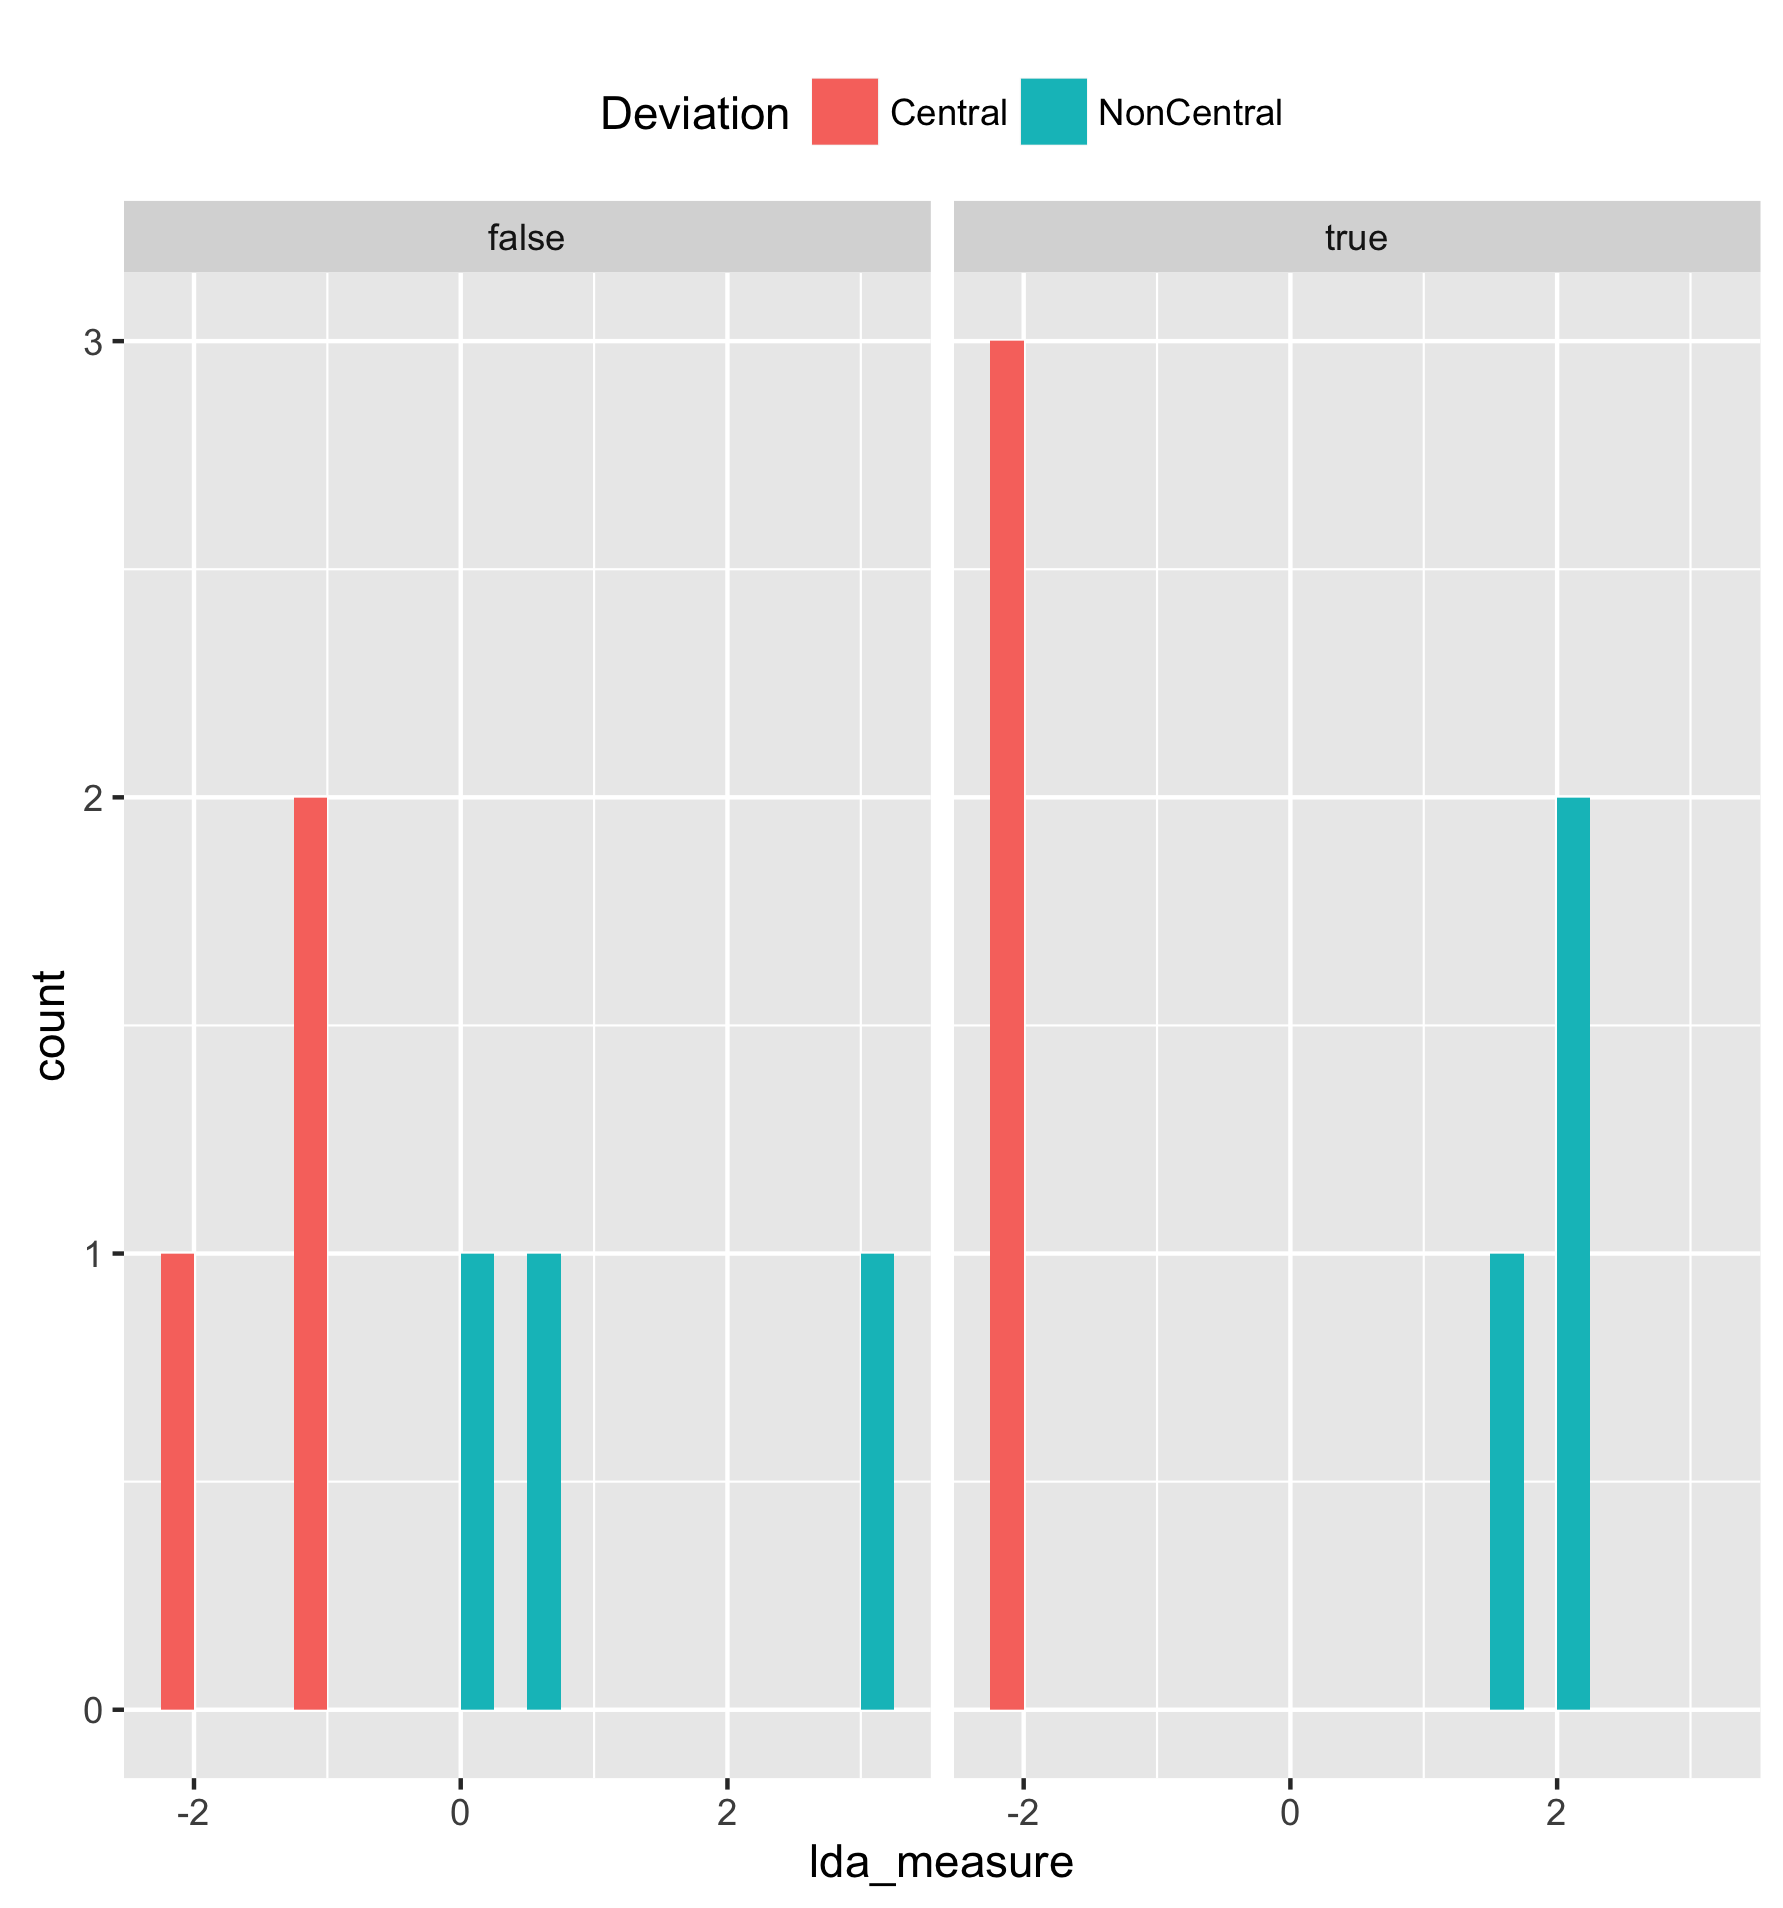 Deviation Central NonCentral
false true
3
2
1
0
count
-2 0 2 -2 0 2
lda_measure